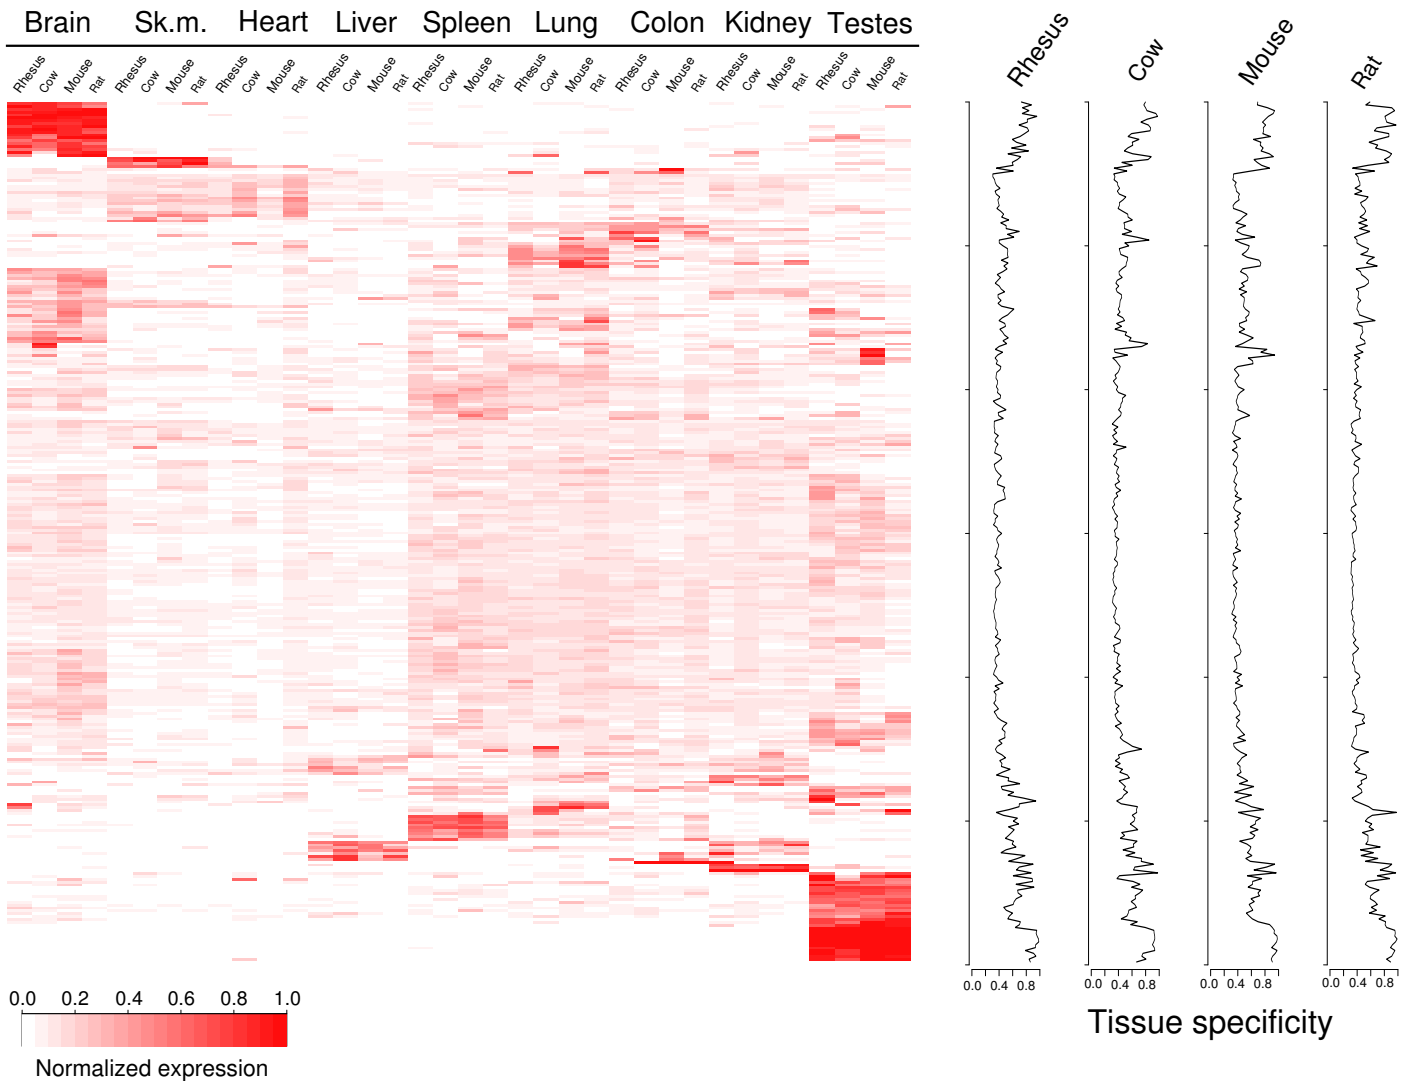 Brain Sk.m. Heart Liver Spleen Lung Colon Kidney Testes
Rhesus Cow Mouse Rat Rhesus Cow Mouse Rat Rhesus Cow Mouse Rat Rhesus Cow Mouse Rat Rhesus Cow Mouse Rat Rhesus Cow Mouse Rat Rhesus Cow Mouse Rat Rhesus Cow Mouse Rat Rhesus Cow Mouse Rat
Rhesus Cow Mouse Rat
0.0 0.4 0.8 0.0 0.4 0.8 0.0 0.4 0.8 0.0 0.4 0.8
Tissue specificity
0.0 0.2 0.4 0.6 0.8 1.0
Normalized expression